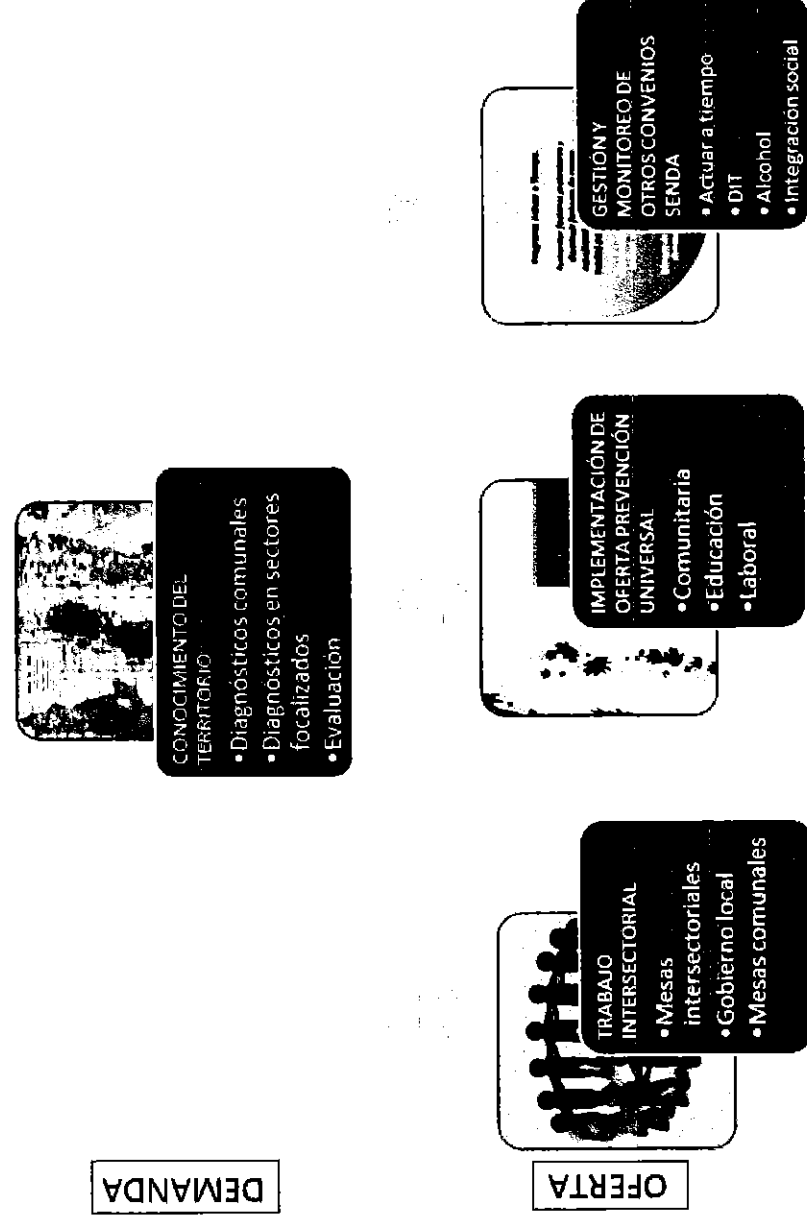 DEMANDA
CONOCIMIENTO DEL
TERRITORIO
• Diagnósticos comunales
• Diagnósticos en sectores
focalizados
• Evaluación
OFERTA
TRABAJO
INTERSECTORIAL
• Mesas
intersectoriales
• Gobierno local
• Mesas comunales
IMPLEMENTACIÓN DE
OFERTA PREVENCIÓN
UNIVERSAL
• Comunitaria
• Educación
• Laboral
GESTIÓN Y
MONITOREO DE
OTROS CONVENIOS
SENDA
• Actuar a tiempo
• DIT
• Alcohol
• Integración social